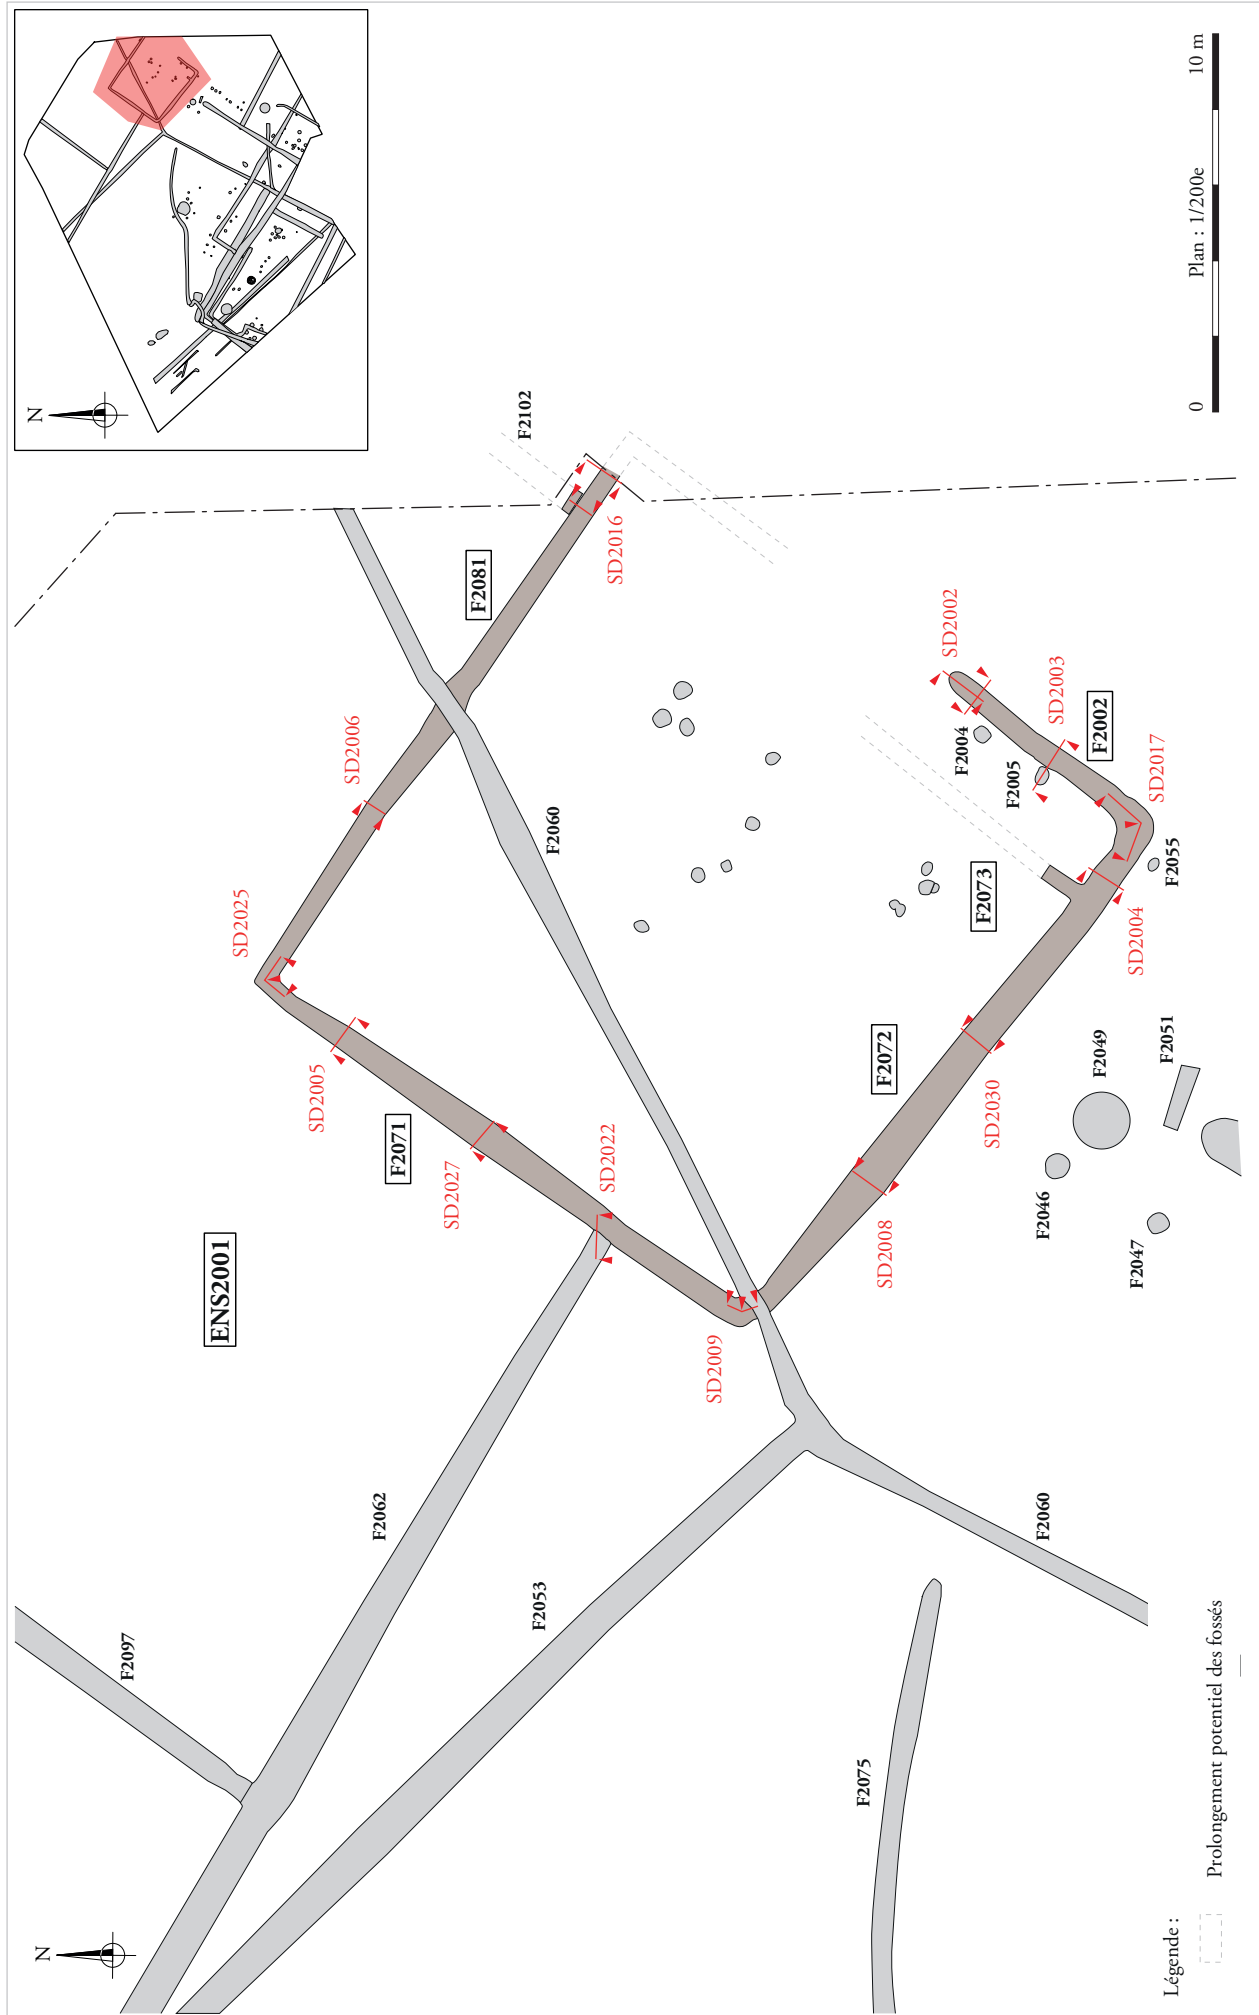 N
0
Plan : 1/200e
10 m
F2102
SD2016
F2081
SD2006
SD2025
F2060
SD2002
SD2003
F2004
F2005
F2002
SD2017
F2055
F2073
SD2004
SD2005
F2071
SD2027
SD2022
F2072
SD2030
SD2008
F2049
F2051
F2046
F2047
ENS2001
SD2009
F2062
F2053
F2060
F2097
F2075
N
Légende :
Prolongement potentiel des fossés